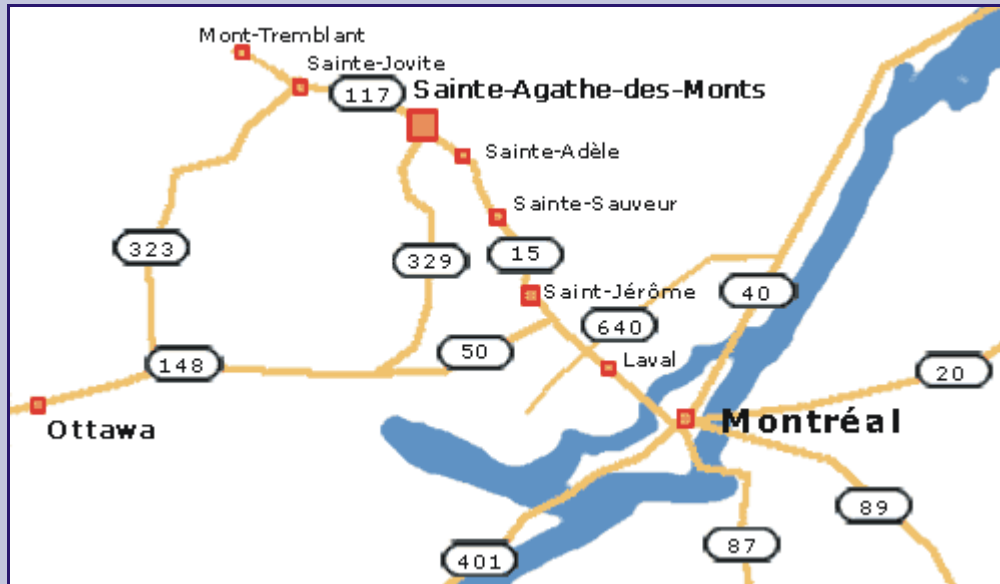 Mont-Tremblant
Sainte-Jovite
117
Sainte-Agathe-des-Monts
Sainte-Adèle
Sainte-Sauveur
323
329
15
Saint-Jérôme
40
640
50
148
Laval
20
Ottawa
Montréal
89
87
401